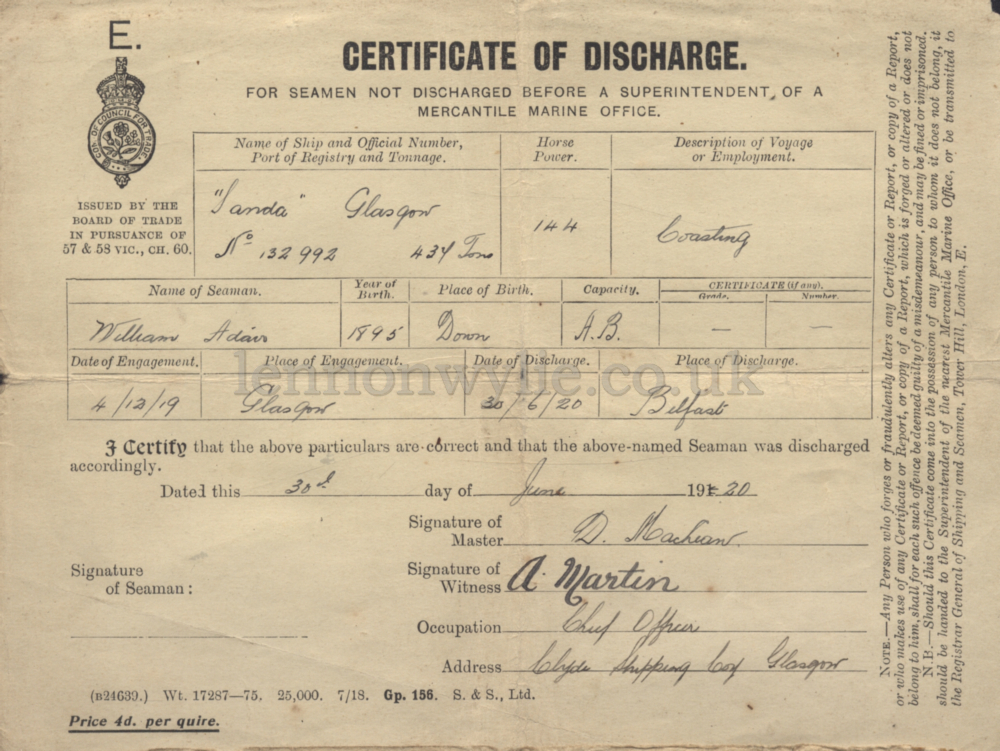 E.
CERTIFICATE OF DISCHARGE.
FOR SEAMEN NOT DISCHARGED BEFORE A SUPERINTENDENT OF A
MERCANTILE MARINE OFFICE.
COM. OF COUNCIL FOR TRADE
ISSUED BY THE
BOARD OF TRADE
IN PURSUANCE OF
57 & 58 VIC., CH. 60.
Name of Ship and Official Number,
Port of Registry and Tonnage.
Horse
Power.
Description of Voyage
or Employment.
"Sanda" Glasgow
No 132992 434 Tons
144
Coasting
Name of Seaman.
Year of
Birth.
Place of Birth.
Capacity.
CERTIFICATE (if any).
Grade.
Number.
William Adair
1895
Down
A.B.
—
—
Date of Engagement.
Place of Engagement.
Date of Discharge.
Place of Discharge.
lennonwylie.co.uk
4/12/19
Glasgow
30/6/20
Belfast
I Certify that the above particulars are correct and that the above-named Seaman was discharged
accordingly.
Dated this 30th day of June 191 20
Signature of
Master D. Maclean
Signature
of Seaman:
Signature of
Witness A. Martin
Occupation Chief Officer
Address Clyde Shipping Coy Glasgow
(B24639.) Wt. 17287—75. 25,000. 7/18. Gp. 156. S. & S., Ltd.
Price 4d. per quire.
NOTE.—Any Person who forges or fraudulently alters any Certificate or Report, or copy of a Report,
or who makes use of any Certificate or Report, or copy of a Report, which is forged or altered or does not
belong to him, shall for each such offence be deemed guilty of a misdemeanour, and may be fined or imprisoned.
N.B.—Should this Certificate come into the possession of any person to whom it does not belong, it
should be handed to the Superintendent of the nearest Mercantile Marine Office, or be transmitted to
the Registrar General of Shipping and Seamen, Tower Hill, London, E.